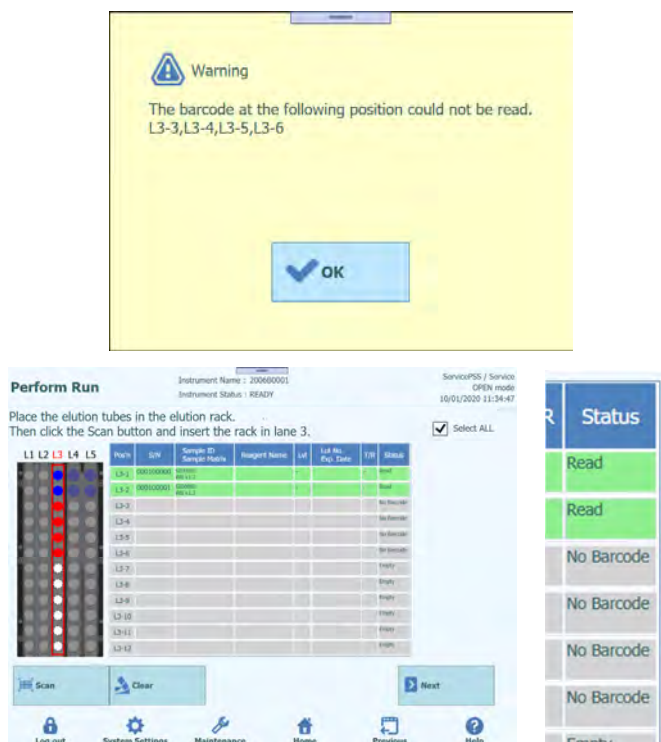 Warning
The barcode at the following position could not be read.
L3-3,L3-4,L3-5,L3-6
OK
Perform Run
Instrument Name : 200680001
Instrument Status : READY
ServicePSS / Service
OPEN mode
10/01/2020 11:34:47
Place the elution tubes in the elution rack.
Then click the Scan button and insert the rack in lane 3.
Select ALL
L1 L2 L3 L4 L5
Pos'n S/N Sample ID Sample Matrix Reagent Name Lvl Lot No. Exp. Date T/R Status
L3-1 000100000 Read
L3-2 000100001 Read
L3-3 No Barcode
L3-4 No Barcode
L3-5 No Barcode
L3-6 No Barcode
L3-7 Empty
L3-8 Empty
L3-9 Empty
L3-10 Empty
L3-11 Empty
L3-12 Empty
Scan
Clear
Next
Log out
System Settings
Maintenance
Home
Previous
Help
R Status
Read
Read
No Barcode
No Barcode
No Barcode
No Barcode
Empty